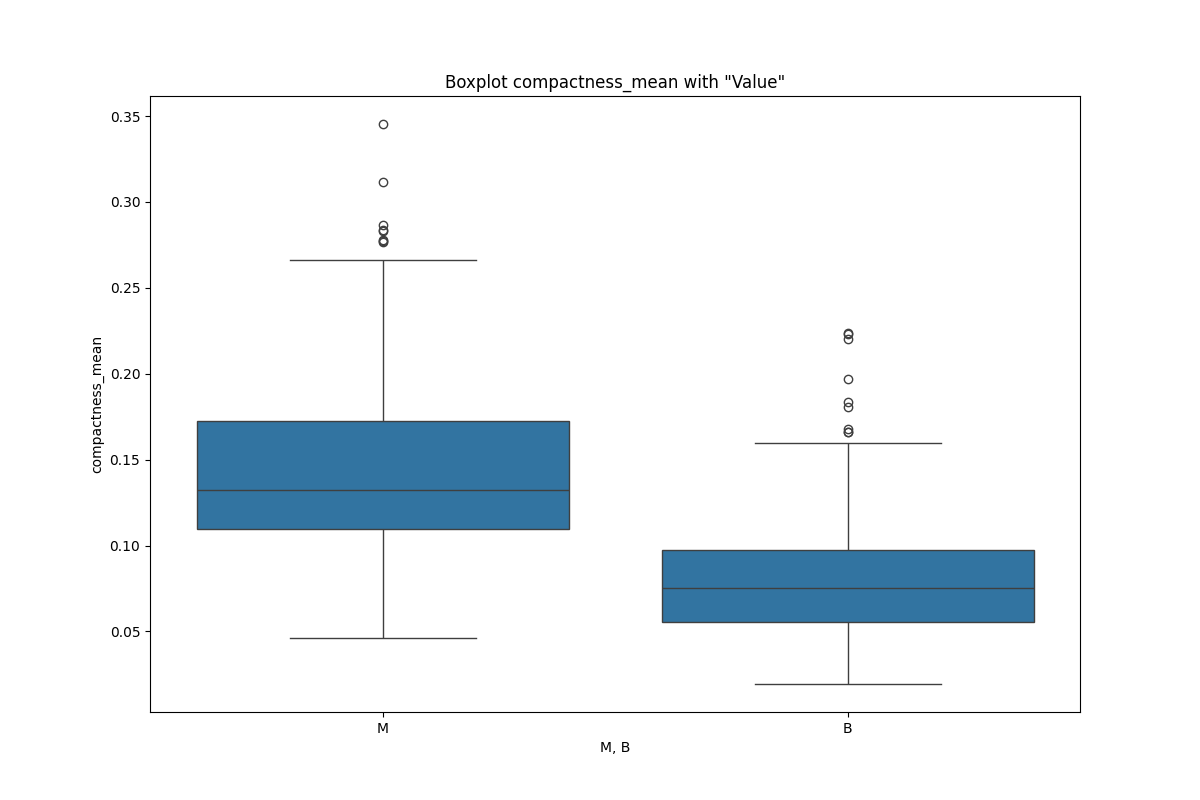 Boxplot compactness_mean with "Value"
compactness_mean
0.35
0.30
0.25
0.20
0.15
0.10
0.05
M
B
M, B